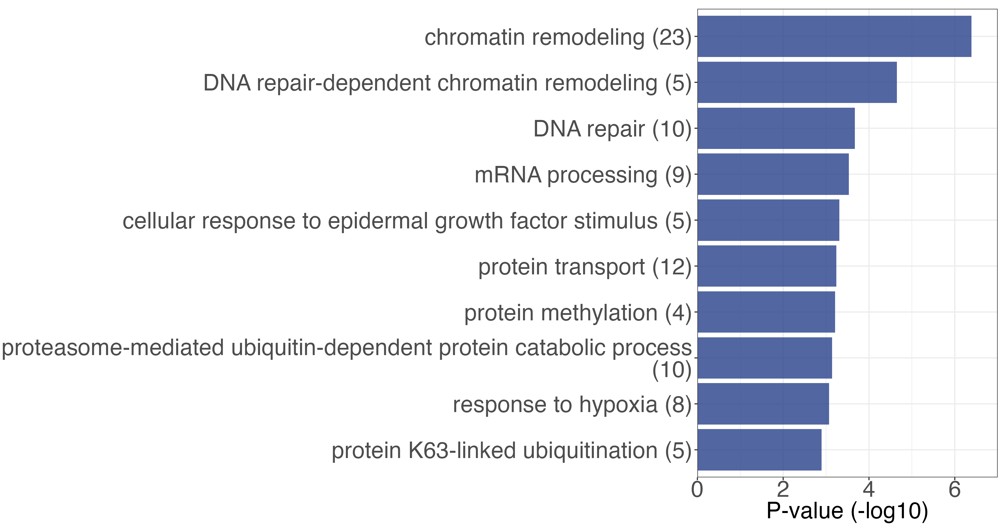 chromatin remodeling (23)
DNA repair-dependent chromatin remodeling (5)
DNA repair (10)
mRNA processing (9)
cellular response to epidermal growth factor stimulus (5)
protein transport (12)
protein methylation (4)
proteasome-mediated ubiquitin-dependent protein catabolic process
(10)
response to hypoxia (8)
protein K63-linked ubiquitination (5)
0 2 4 6
P-value (-log10)